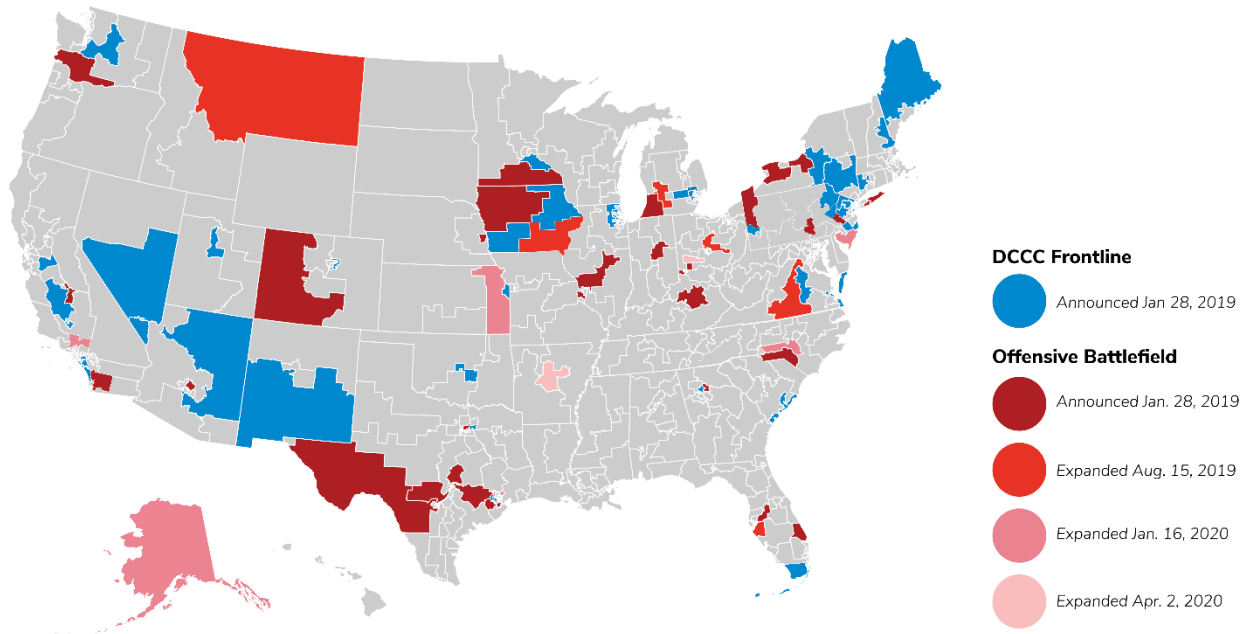 DCCC Frontline
Announced Jan 28, 2019
Offensive Battlefield
Announced Jan. 28, 2019
Expanded Aug. 15, 2019
Expanded Jan. 16, 2020
Expanded Apr. 2, 2020